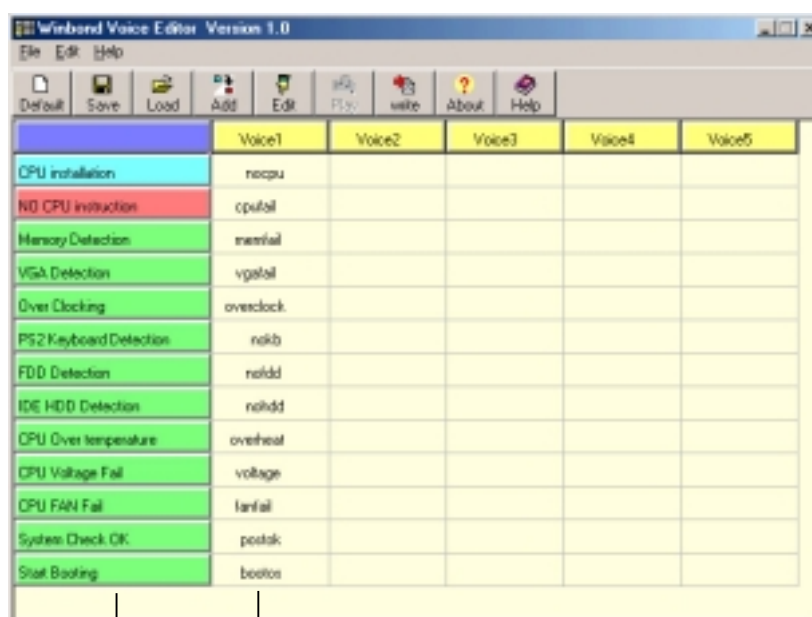 Winbond Voice Editor Version 1.0
File Edit Help
Default Save Load Add Edit Play write About Help
Voice1 Voice2 Voice3 Voice4 Voice5
CPU installation nocpu
NO CPU instruction cpufail
Memory Detection memfail
VGA Detection vgafail
Over Clocking overclock
PS2 Keyboard Detection nokb
FDD Detection nofdd
IDE HDD Detection nohdd
CPU Over temperature overheat
CPU Voltage Fail voltage
CPU FAN Fail fanfail
System Check OK postok
Start Booting bootos